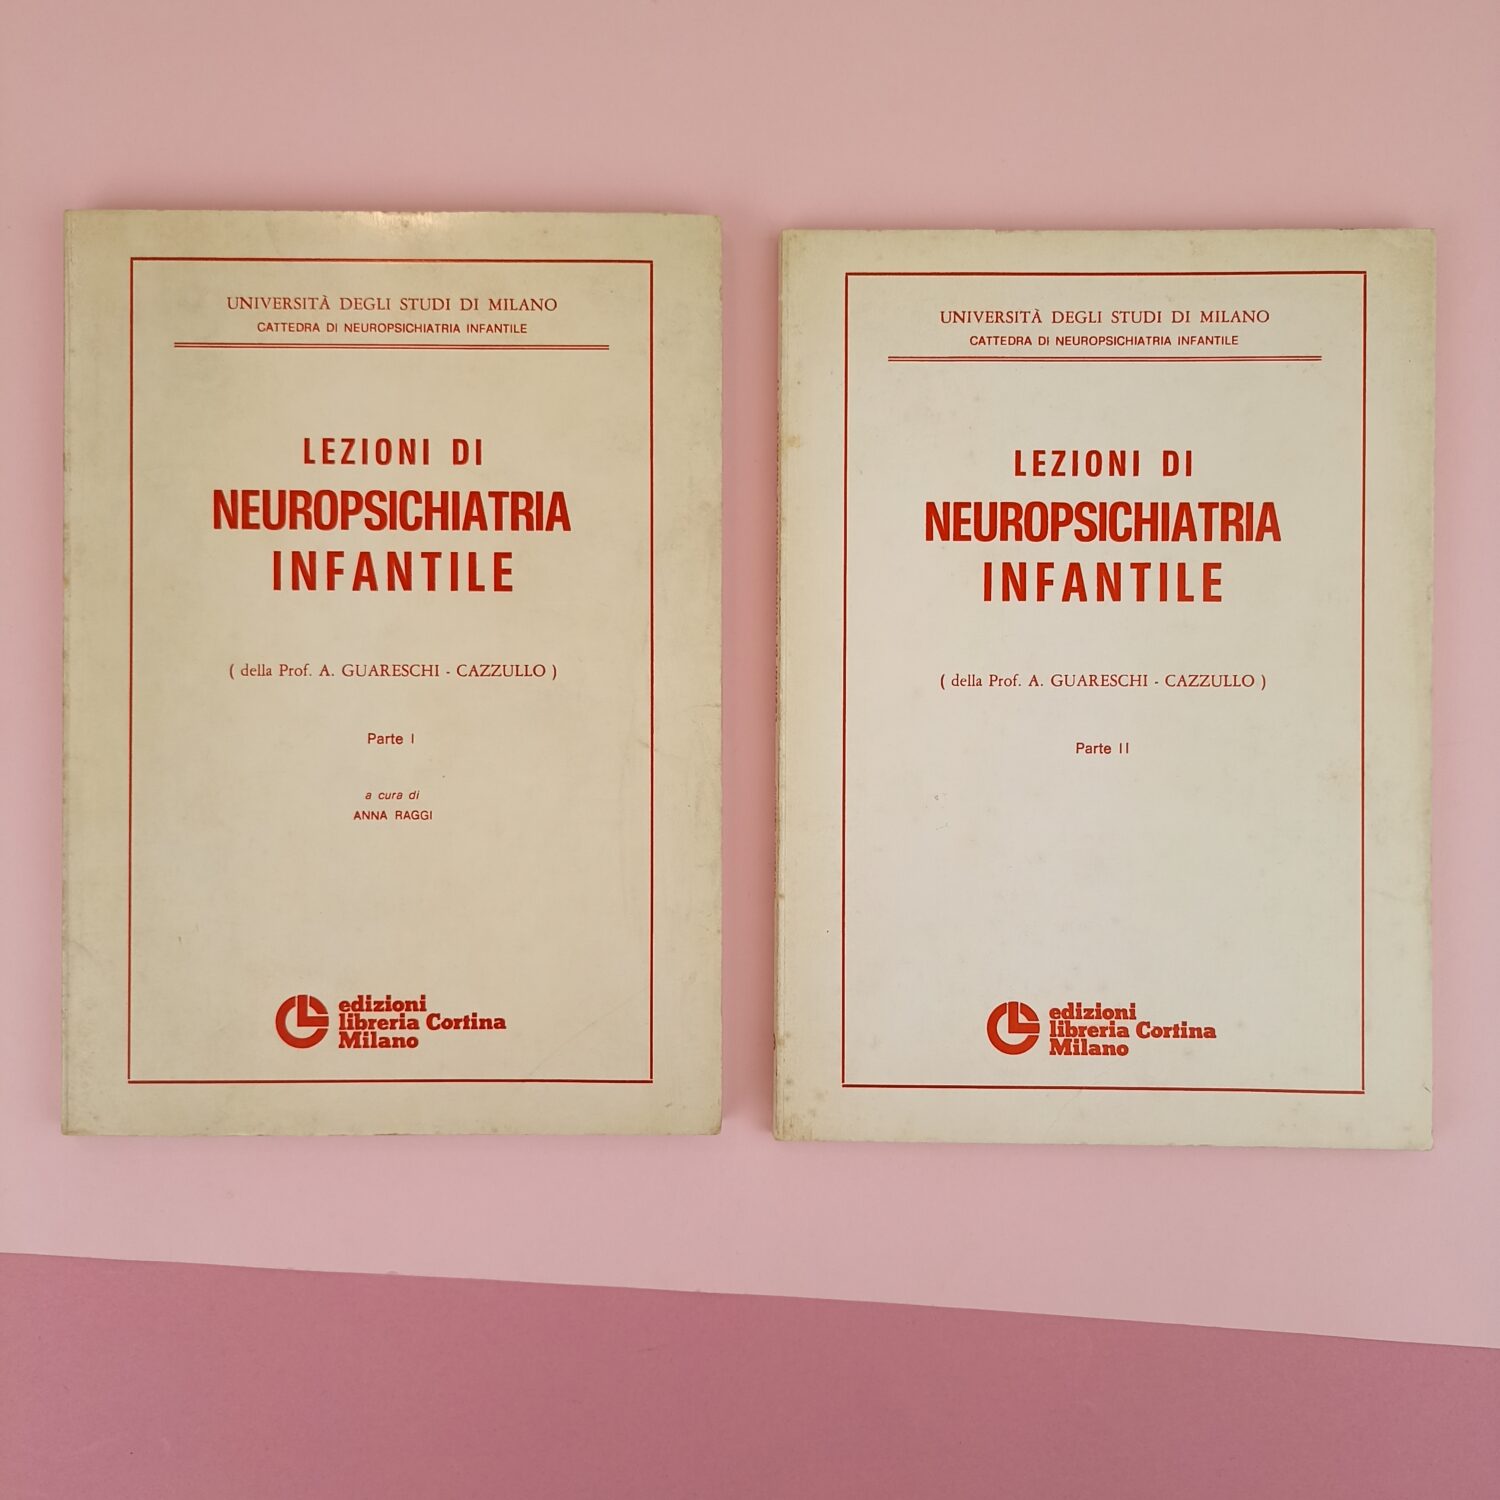 UNIVERSITÀ DEGLI STUDI DI MILANO
CATTEDRA DI NEUROPSICHIATRIA INFANTILE
LEZIONI DI
NEUROPSICHIATRIA
INFANTILE
( della Prof. A. GUARESCHI - CAZZULLO )
Parte I
a cura di
ANNA RAGGI
edizioni
libreria Cortina
Milano
UNIVERSITÀ DEGLI STUDI DI MILANO
CATTEDRA DI NEUROPSICHIATRIA INFANTILE
LEZIONI DI
NEUROPSICHIATRIA
INFANTILE
( della Prof. A. GUARESCHI - CAZZULLO )
Parte II
edizioni
libreria Cortina
Milano